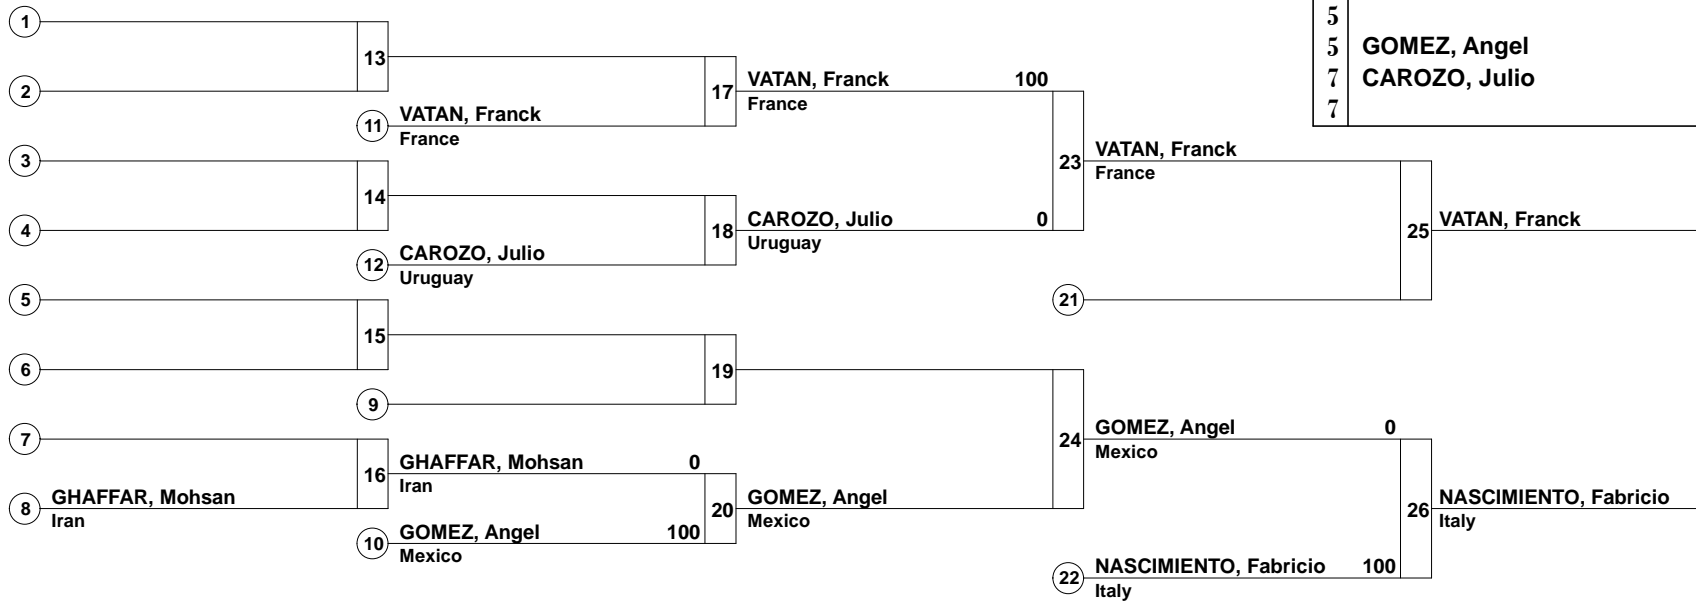 1
5
13
5 GOMEZ, Angel
2
17
VATAN, Franck 100
France
7 CAROZO, Julio
7
11
VATAN, Franck
France
3
23
VATAN, Franck
France
14
4
18
CAROZO, Julio 0
Uruguay
25
VATAN, Franck
12
CAROZO, Julio
Uruguay
5
21
15
6
19
9
7
24
GOMEZ, Angel 0
Mexico
16
GHAFFAR, Mohsan 0
Iran
8
GHAFFAR, Mohsan
Iran
20
GOMEZ, Angel
Mexico
26
NASCIMIENTO, Fabricio
Italy
10
GOMEZ, Angel 100
Mexico
22
NASCIMIENTO, Fabricio 100
Italy